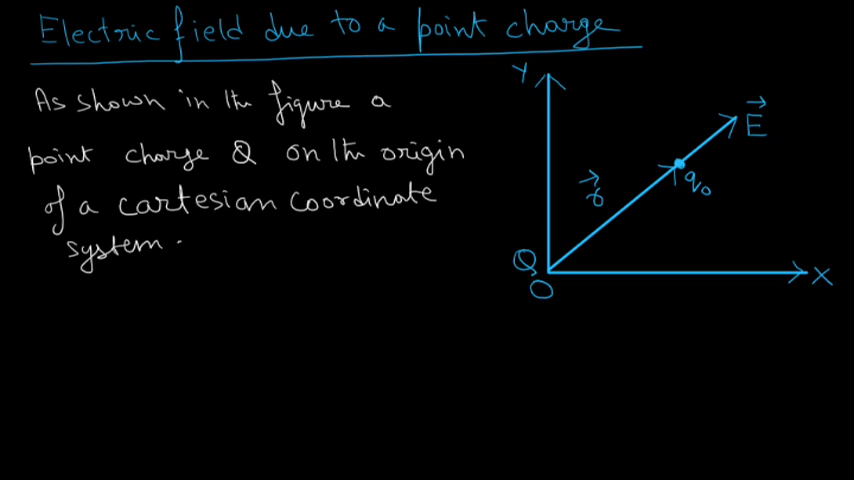 Electric field due to a point charge
As shown in the figure a
point charge Q on the origin
of a cartesian coordinate
system.
Y
E
q₀
r
Q
O
X